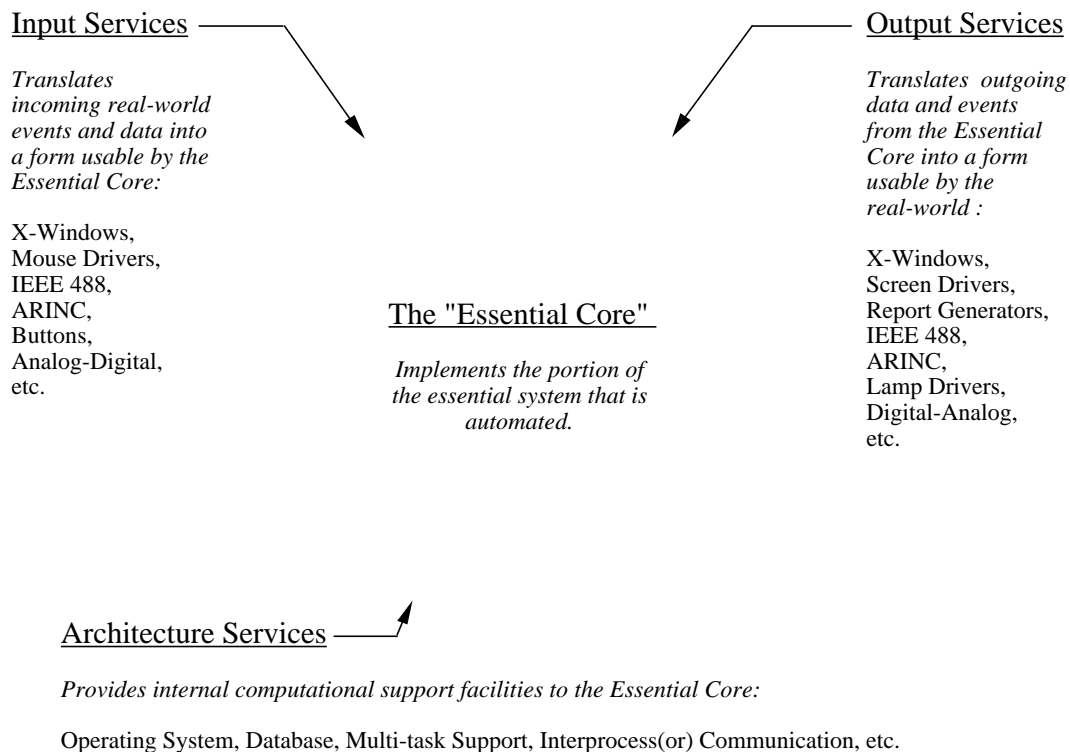 Input Services
Translates
incoming real-world
events and data into
a form usable by the
Essential Core:
X-Windows,
Mouse Drivers,
IEEE 488,
ARINC,
Buttons,
Analog-Digital,
etc.
Output Services
Translates outgoing
data and events
from the Essential
Core into a form
usable by the
real-world :
X-Windows,
Screen Drivers,
Report Generators,
IEEE 488,
ARINC,
Lamp Drivers,
Digital-Analog,
etc.
The "Essential Core"
Implements the portion of
the essential system that is
automated.
Architecture Services
Provides internal computational support facilities to the Essential Core:
Operating System, Database, Multi-task Support, Interprocess(or) Communication, etc.